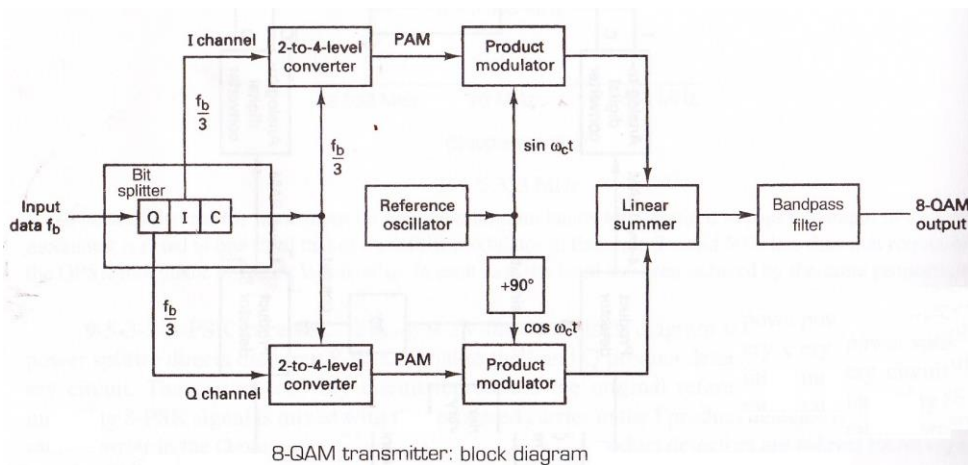 I channel
2-to-4-level
converter
PAM
Product
modulator
f_b
3
f_b
3
sin ω_ct
Bit
splitter
Input
data f_b
Q I C
Reference
oscillator
Linear
summer
Bandpass
filter
8-QAM
output
+90°
cos ω_ct
f_b
3
Q channel
2-to-4-level
converter
PAM
Product
modulator
8-QAM transmitter: block diagram